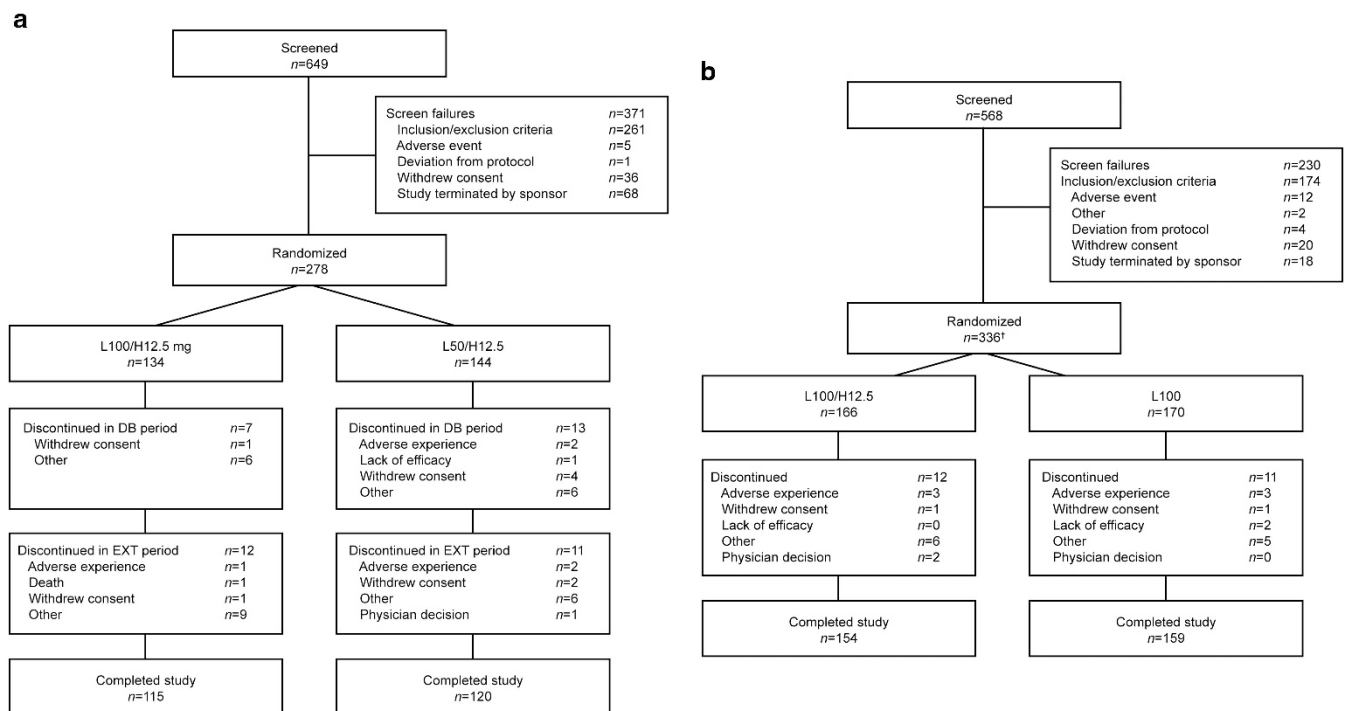 a
Screened
n=649
Screen failures n=371
Inclusion/exclusion criteria n=261
Adverse event n=5
Deviation from protocol n=1
Withdrew consent n=36
Study terminated by sponsor n=68
Randomized
n=278
L100/H12.5 mg
n=134
L50/H12.5
n=144
Discontinued in DB period n=7
Withdrew consent n=1
Other n=6
Discontinued in DB period n=13
Adverse experience n=2
Lack of efficacy n=1
Withdrew consent n=4
Other n=6
Discontinued in EXT period n=12
Adverse experience n=1
Death n=1
Withdrew consent n=1
Other n=9
Discontinued in EXT period n=11
Adverse experience n=2
Withdrew consent n=2
Other n=6
Physician decision n=1
Completed study
n=115
Completed study
n=120
b
Screened
n=568
Screen failures n=230
Inclusion/exclusion criteria n=174
Adverse event n=12
Other n=2
Deviation from protocol n=4
Withdrew consent n=20
Study terminated by sponsor n=18
Randomized
n=336†
L100/H12.5
n=166
L100
n=170
Discontinued n=12
Adverse experience n=3
Withdrew consent n=1
Lack of efficacy n=0
Other n=6
Physician decision n=2
Discontinued n=11
Adverse experience n=3
Withdrew consent n=1
Lack of efficacy n=2
Other n=5
Physician decision n=0
Completed study
n=154
Completed study
n=159